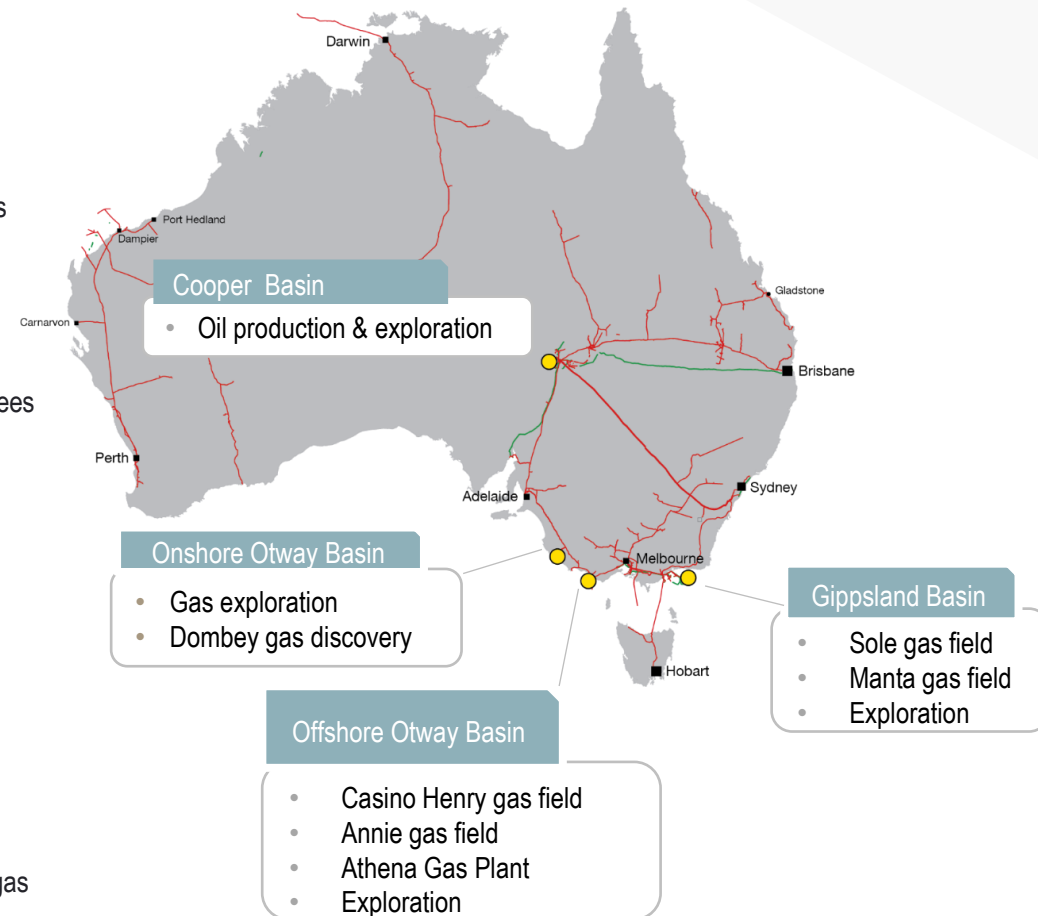 Darwin
s
Port Hedland
Dampier
Cooper Basin
Gladstone
Carnarvon
• Oil production & exploration
Brisbane
ees
Perth
Sydney
Adelaide
Onshore Otway Basin
Melbourne
• Gas exploration
• Dombey gas discovery
Gippsland Basin
• Sole gas field
• Manta gas field
• Exploration
Hobart
Offshore Otway Basin
• Casino Henry gas field
• Annie gas field
• Athena Gas Plant
• Exploration
gas